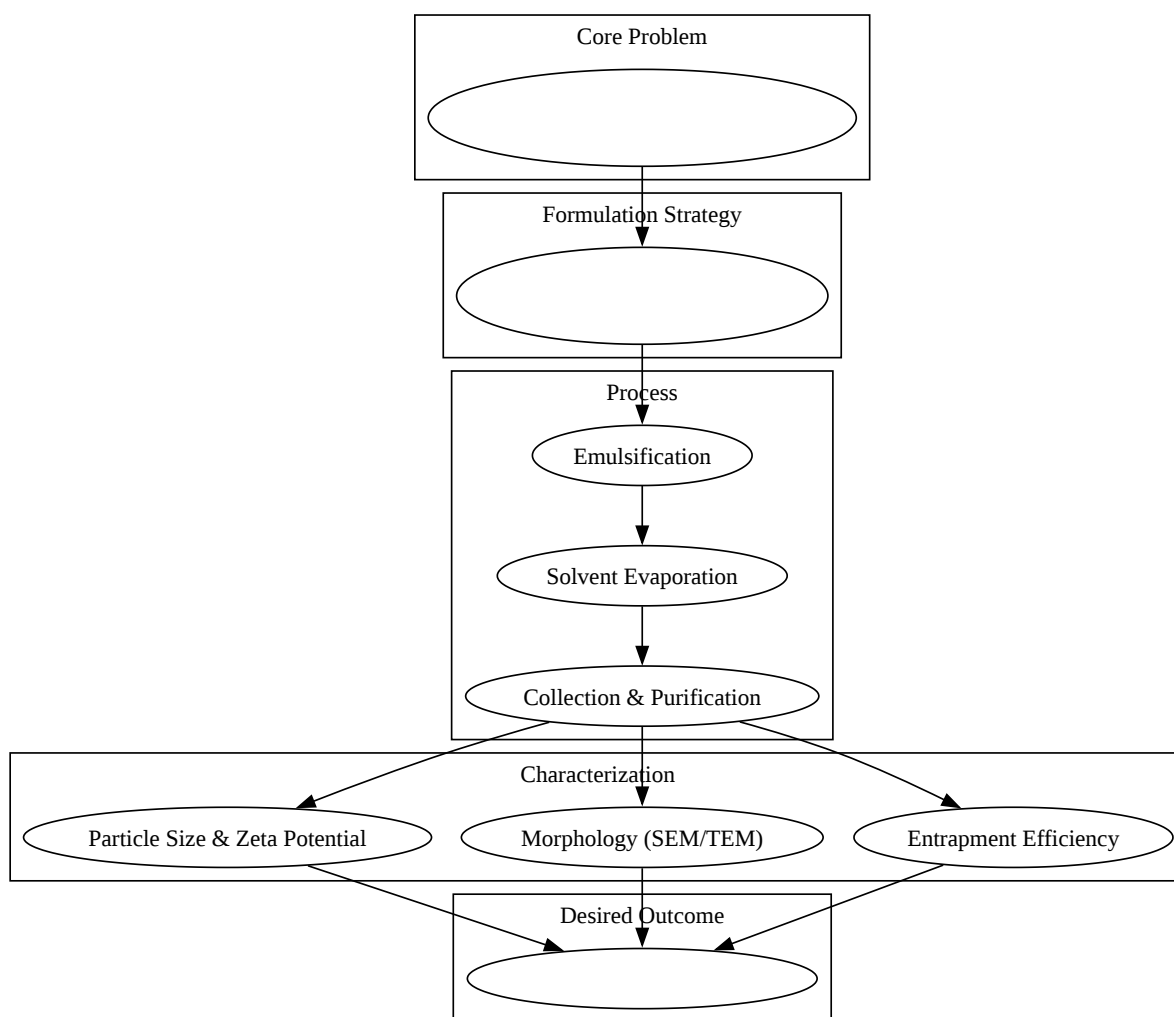 Core Problem
Formulation Strategy
Process
Emulsification
Solvent Evaporation
Collection & Purification
Characterization
Particle Size & Zeta Potential
Morphology (SEM/TEM)
Entrapment Efficiency
Desired Outcome